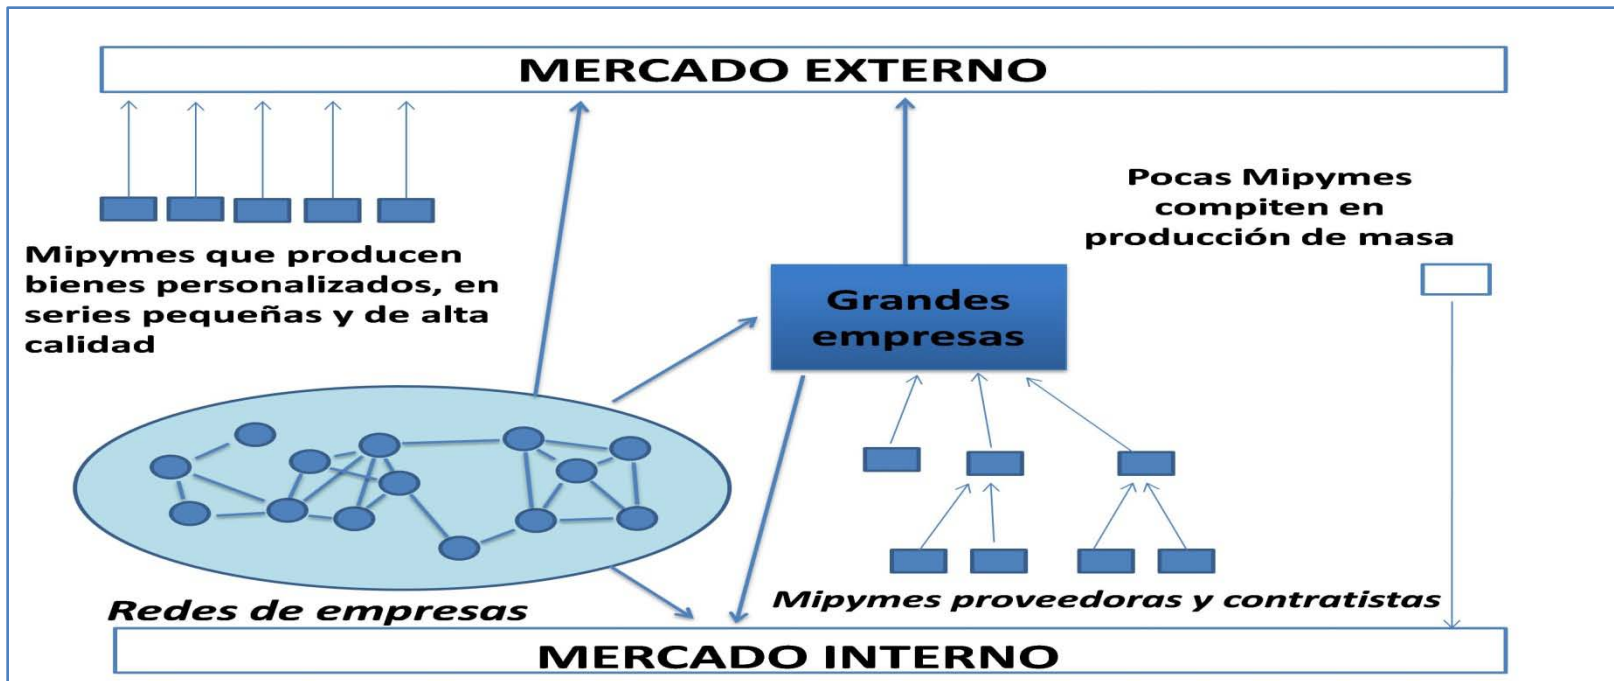 MERCADO EXTERNO
Pocas Mipymes
compiten en
producción de masa
Mipymes que producen
bienes personalizados, en
series pequeñas y de alta
calidad
Grandes
empresas
Redes de empresas
Mipymes proveedoras y contratistas
MERCADO INTERNO